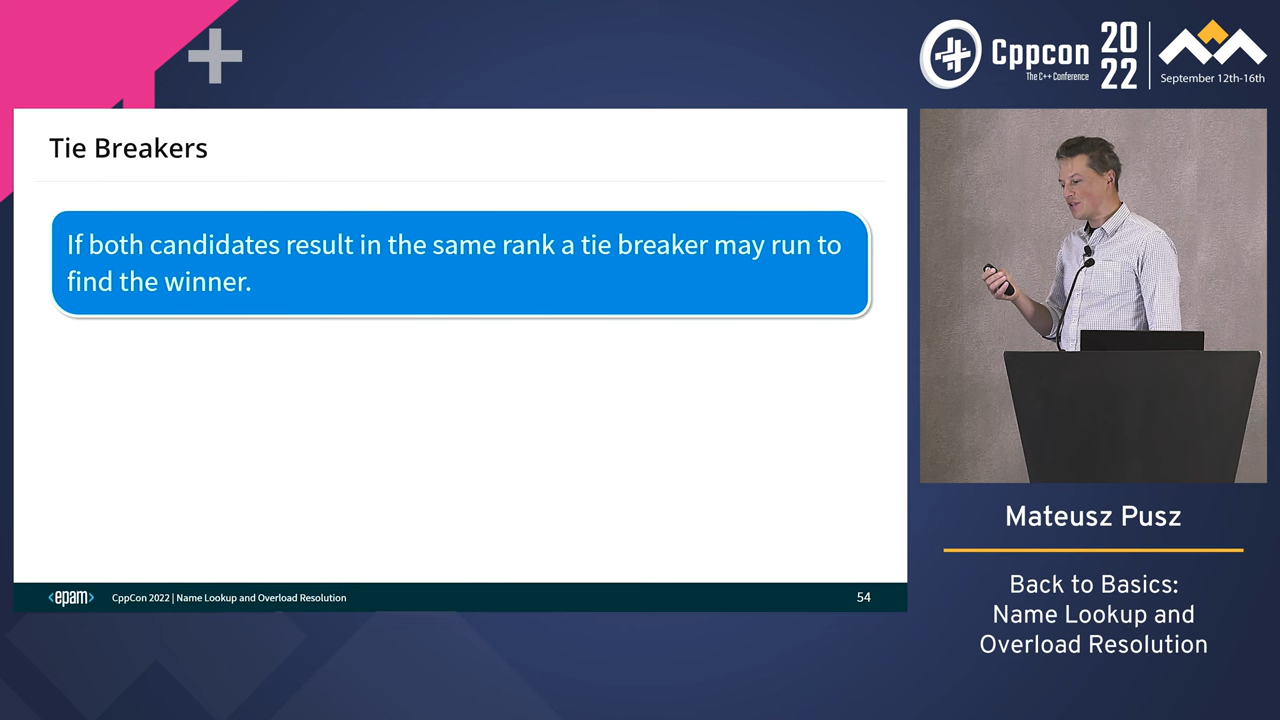 Cppcon
The C++ Conference
20
22
September 12th-16th
Tie Breakers
If both candidates result in the same rank a tie breaker may run to
find the winner.
<epam>
CppCon 2022 | Name Lookup and Overload Resolution
54
Mateusz Pusz
Back to Basics:
Name Lookup and
Overload Resolution